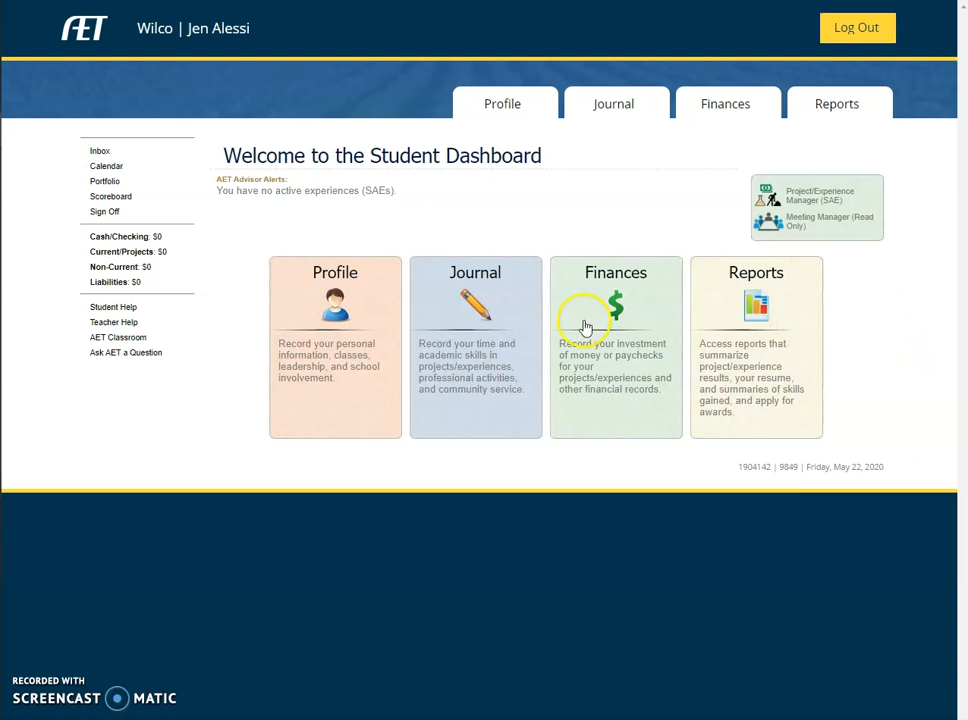 AET
Wilco | Jen Alessi
Log Out
Profile
Journal
Finances
Reports
Inbox
Calendar
Portfolio
Scoreboard
Sign Off
Cash/Checking: $0
Current/Projects: $0
Non-Current: $0
Liabilities: $0
Student Help
Teacher Help
AET Classroom
Ask AET a Question
Welcome to the Student Dashboard
AET Advisor Alerts:
You have no active experiences (SAEs).
Project/Experience
Manager (SAE)
Meeting Manager (Read
Only)
Profile
Record your personal
information, classes,
leadership, and school
involvement.
Journal
Record your time and
academic skills in
projects/experiences,
professional activities,
and community service.
Finances
$
Record your investment
of money or paychecks
for your
projects/experiences and
other financial records.
Reports
Access reports that
summarize
project/experience
results, your resume,
and summaries of skills
gained, and apply for
awards.
1904142 | 9849 | Friday, May 22, 2020
RECORDED WITH
SCREENCAST MATIC